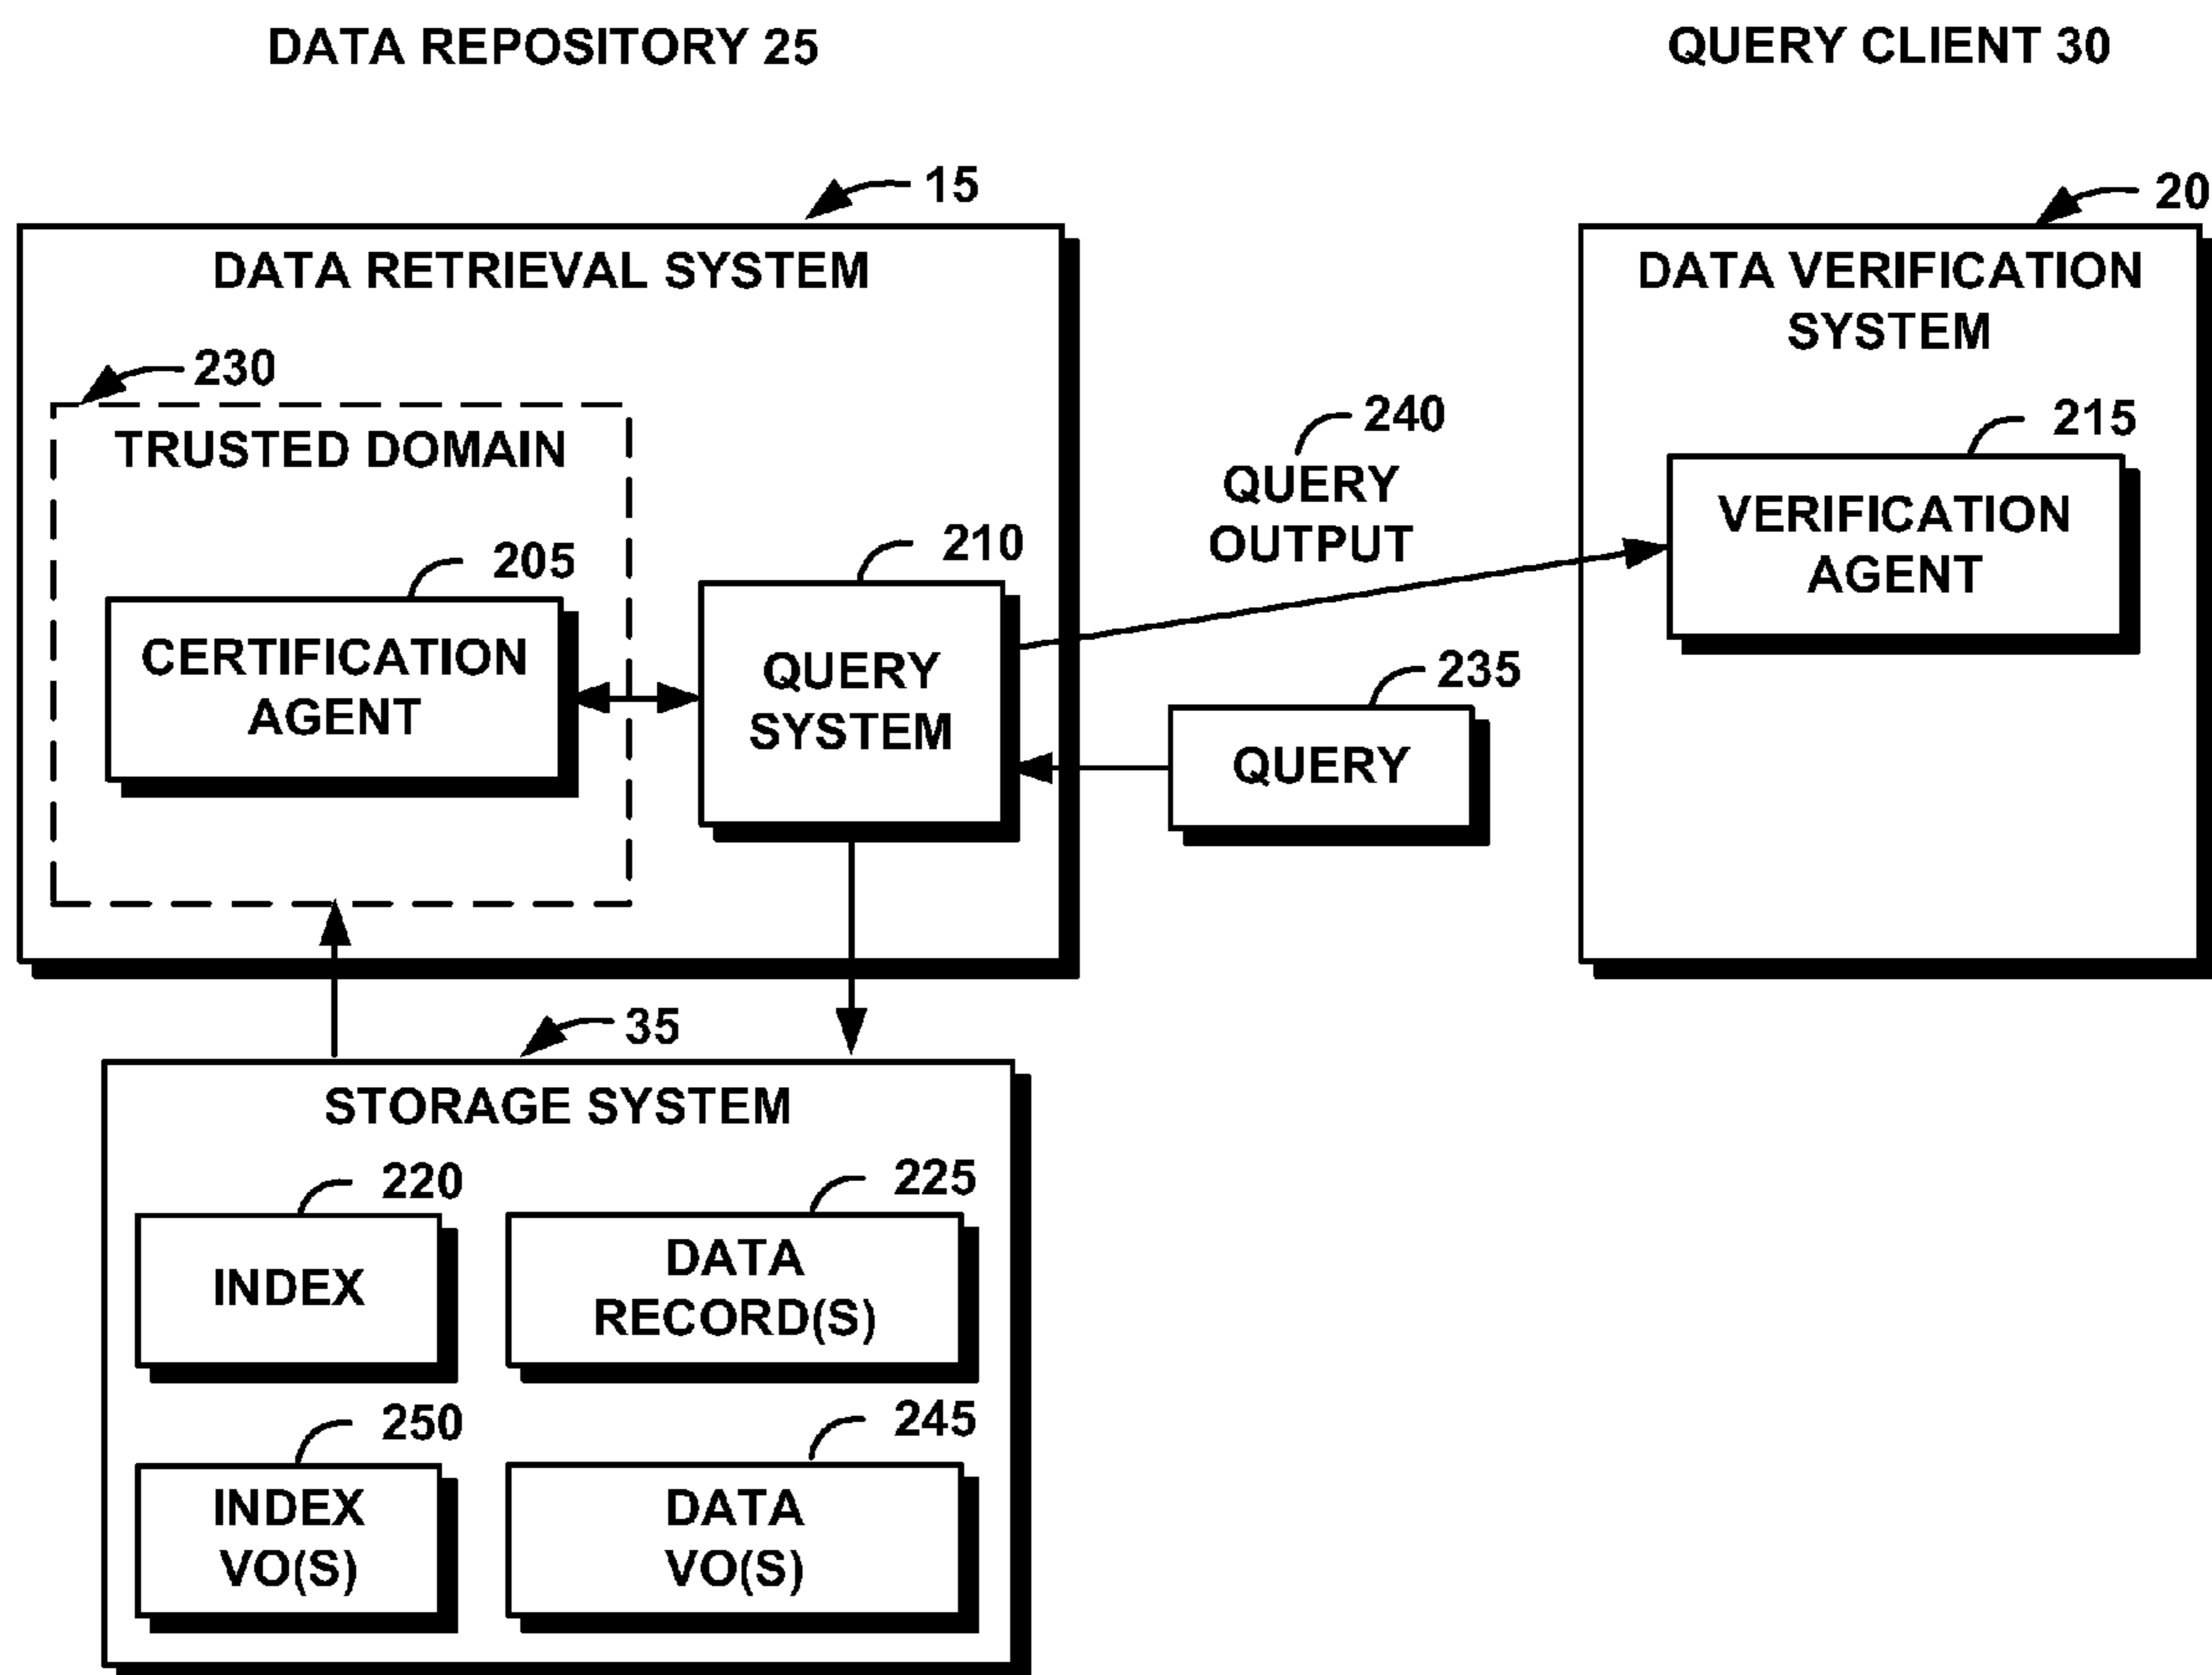 DATA REPOSITORY 25
QUERY CLIENT 30
15
20
DATA RETRIEVAL SYSTEM
DATA VERIFICATION
SYSTEM
230
TRUSTED DOMAIN
240
QUERY
OUTPUT
215
VERIFICATION
AGENT
205
CERTIFICATION
AGENT
210
QUERY
SYSTEM
235
QUERY
35
STORAGE SYSTEM
220
INDEX
225
DATA
RECORD(S)
250
INDEX
VO(S)
245
DATA
VO(S)